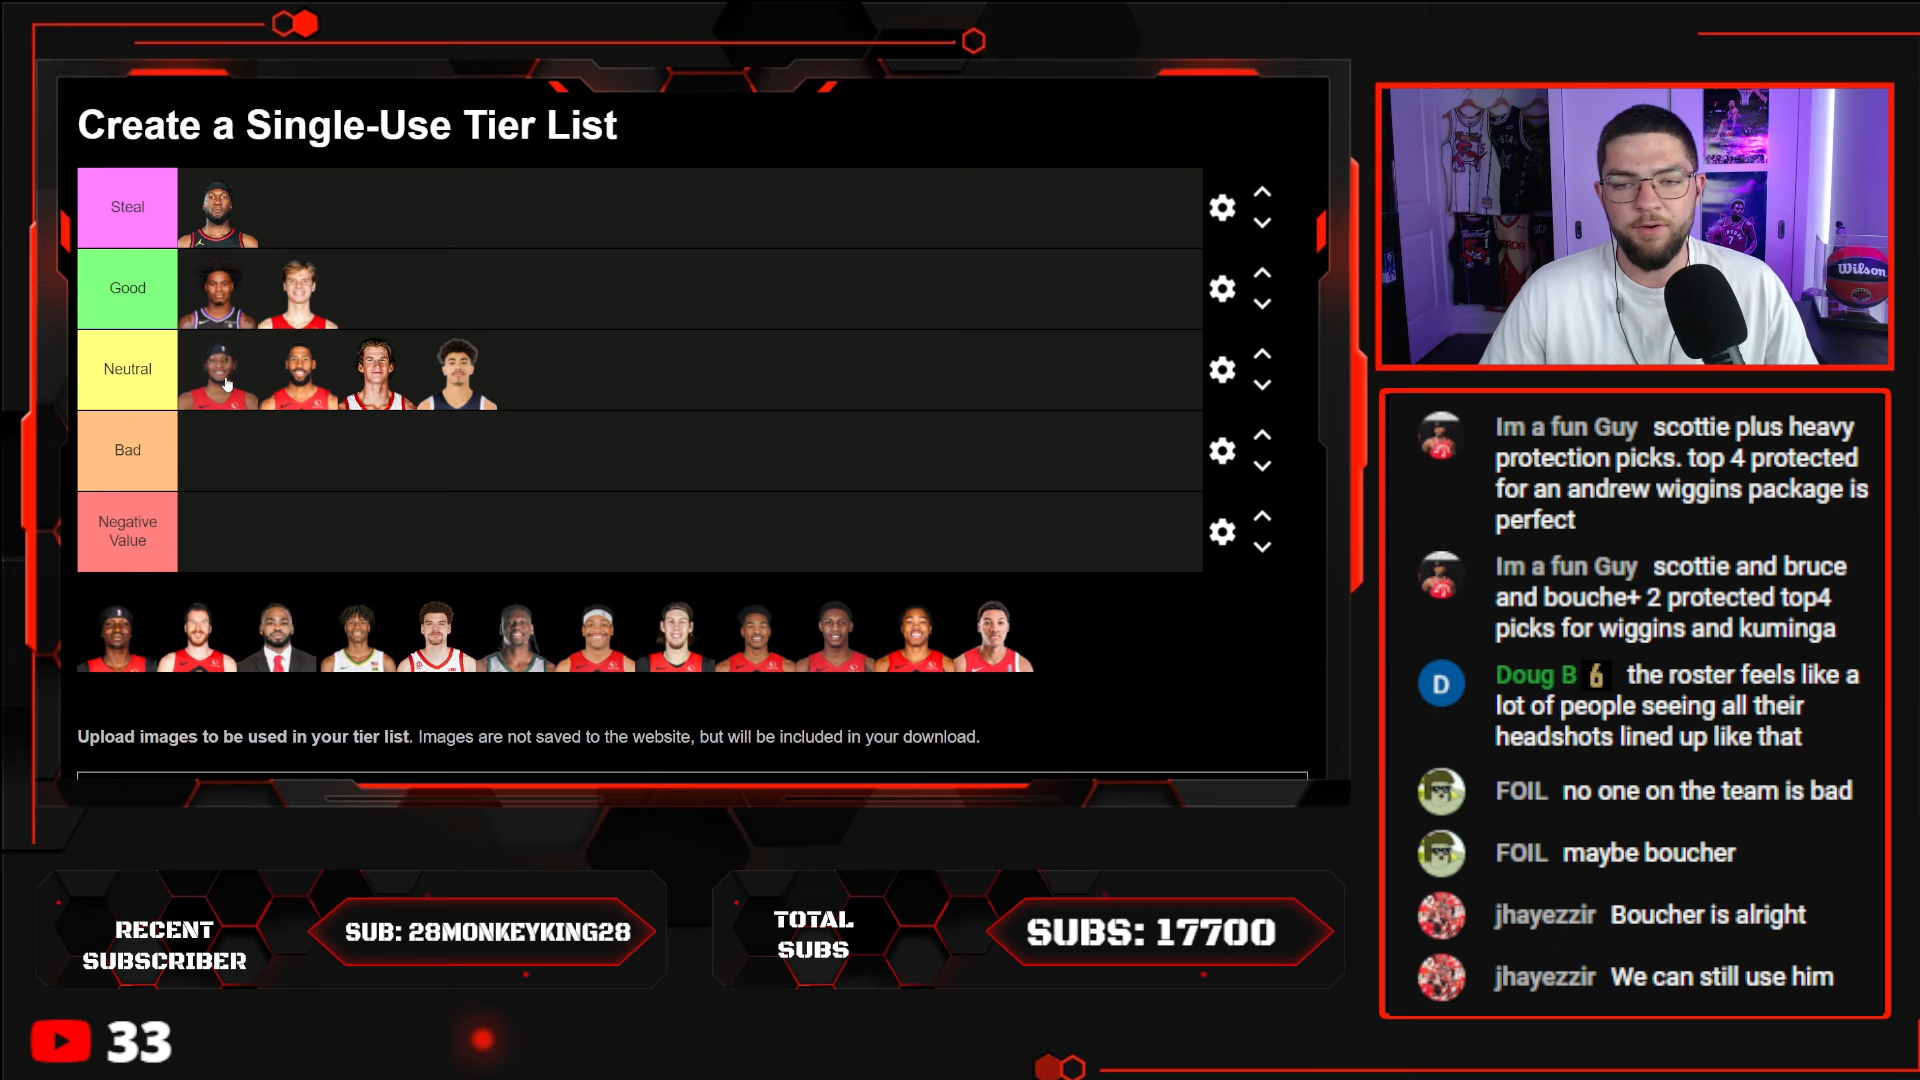 Create a Single-Use Tier List
Steal
Good
Neutral
Bad
Negative
Value
Upload images to be used in your tier list. Images are not saved to the website, but will be included in your download.
Wilson
Im a fun Guy scottie plus heavy
protection picks. top 4 protected
for an andrew wiggins package is
perfect
Im a fun Guy scottie and bruce
and bouche+ 2 protected top4
picks for wiggins and kuminga
D
Doug B 6 the roster feels like a
lot of people seeing all their
headshots lined up like that
FOIL no one on the team is bad
FOIL maybe boucher
jhayezzir Boucher is alright
jhayezzir We can still use him
RECENT
SUBSCRIBER
SUB: 28MONKEYKING28
TOTAL
SUBS
SUBS: 17700
33